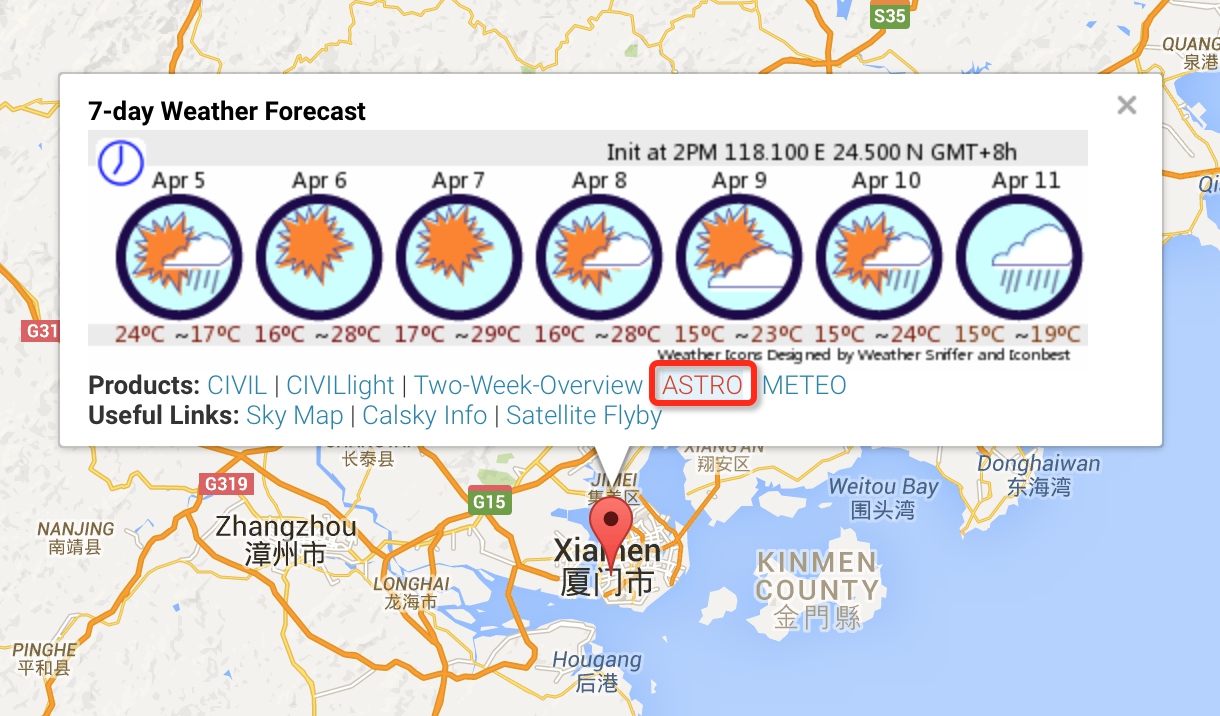 S35
QUANG
泉港
7-day Weather Forecast
Init at 2PM 118.100 E 24.500 N GMT+8h
Apr 5 Apr 6 Apr 7 Apr 8 Apr 9 Apr 10 Apr 11
24ºC ~17ºC 16ºC ~28ºC 17ºC ~29ºC 16ºC ~28ºC 15ºC ~23ºC 15ºC ~24ºC 15ºC ~19ºC
Weather Icons Designed by Weather Sniffer and Iconbest
Products: CIVIL | CIVILlight | Two-Week-Overview ASTRO METEO
Useful Links: Sky Map | Calsky Info | Satellite Flyby
Qi
G31
长泰县
XIANG'AN
翔安区
Donghaiwan
东海湾
G319
G15
JIMEI
集美区
Weitou Bay
围头湾
NANJING
南靖县
Zhangzhou
漳州市
Xiamen
厦门市
KINMEN
COUNTY
金門縣
LONGHAI
龙海市
PINGHE
平和县
Hougang
后港